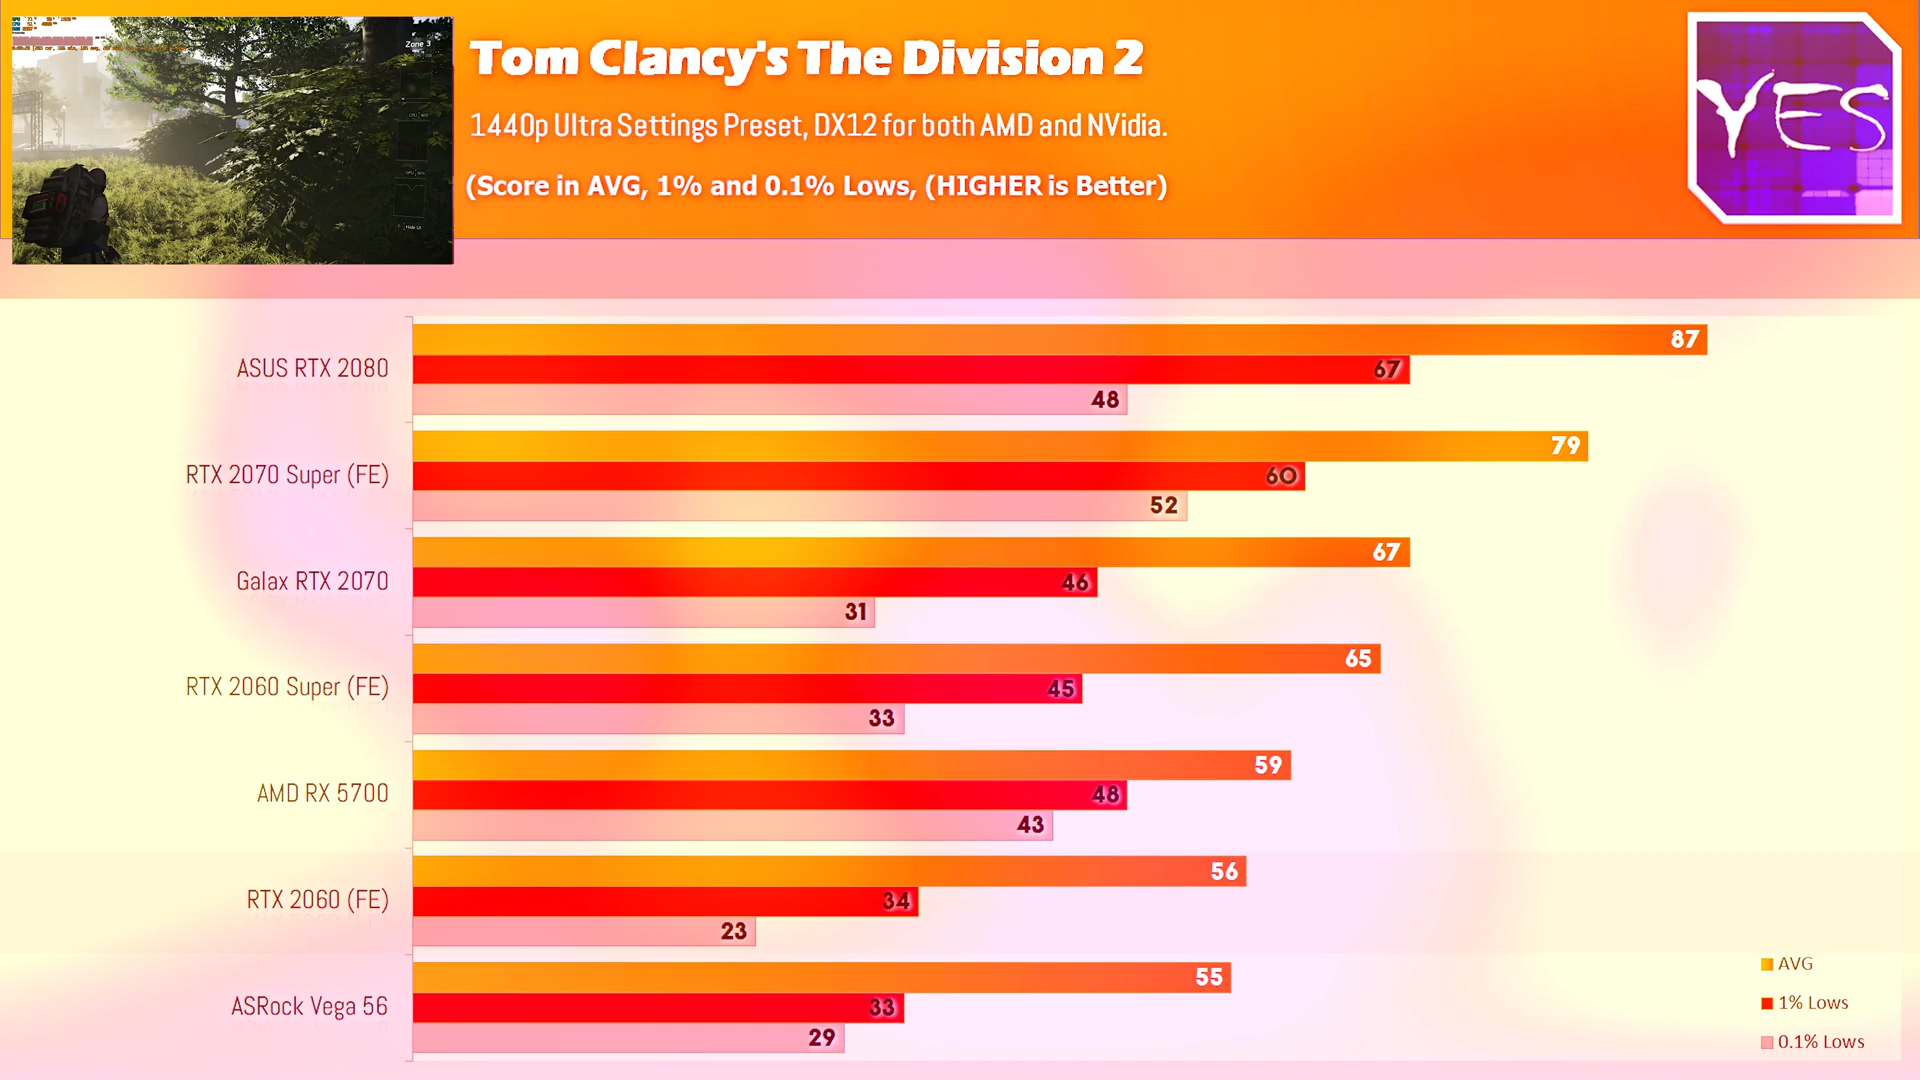 Zone 3
Hide UI
Tom Clancy's The Division 2
1440p Ultra Settings Preset, DX12 for both AMD and NVidia.
(Score in AVG, 1% and 0.1% Lows, (HIGHER is Better)
YES
ASUS RTX 2080
87
67
48
RTX 2070 Super (FE)
79
60
52
Galax RTX 2070
67
46
31
RTX 2060 Super (FE)
65
45
33
AMD RX 5700
59
48
43
RTX 2060 (FE)
56
34
23
ASRock Vega 56
55
33
29
AVG
1% Lows
0.1% Lows